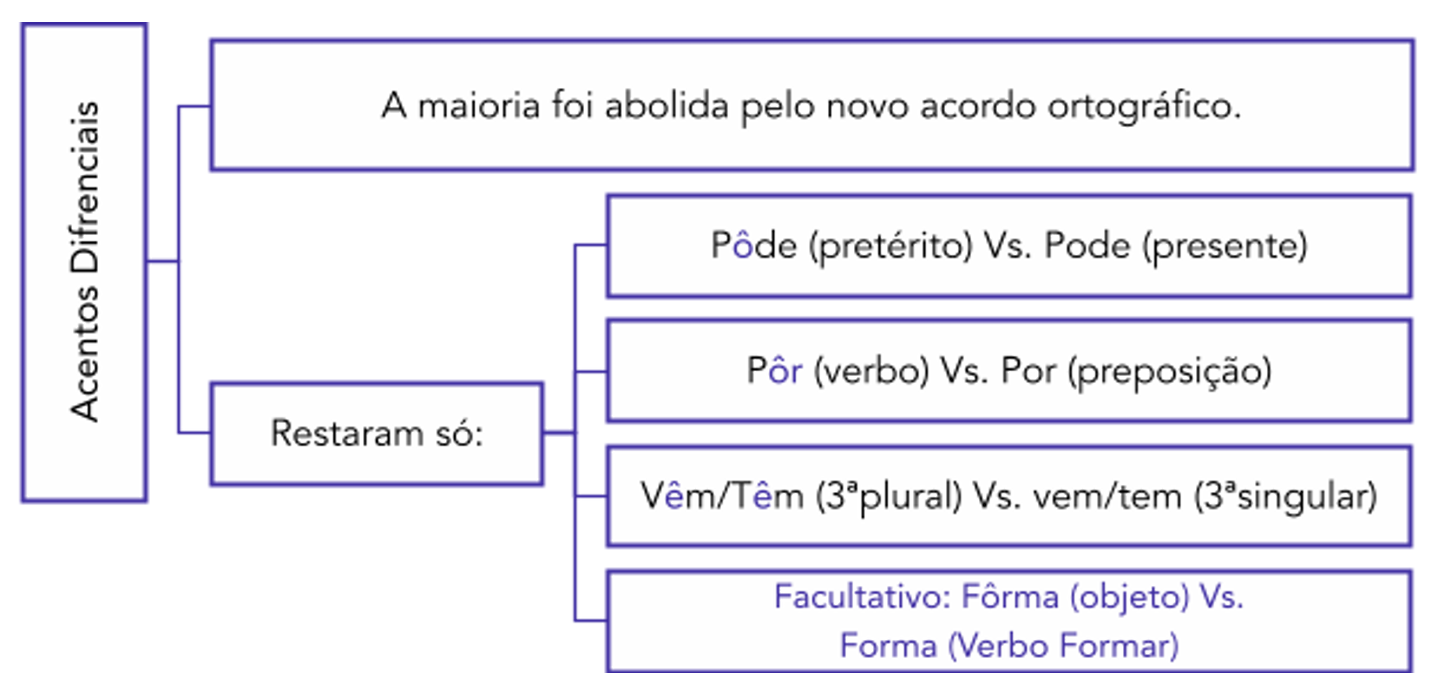 Acentos Difrenciais
A maioria foi abolida pelo novo acordo ortográfico.
Restaram só:
Pôde (pretérito) Vs. Pode (presente)
Pôr (verbo) Vs. Por (preposição)
Vêm/Têm (3ªplural) Vs. vem/tem (3ªsingular)
Facultativo: Fôrma (objeto) Vs.
Forma (Verbo Formar)